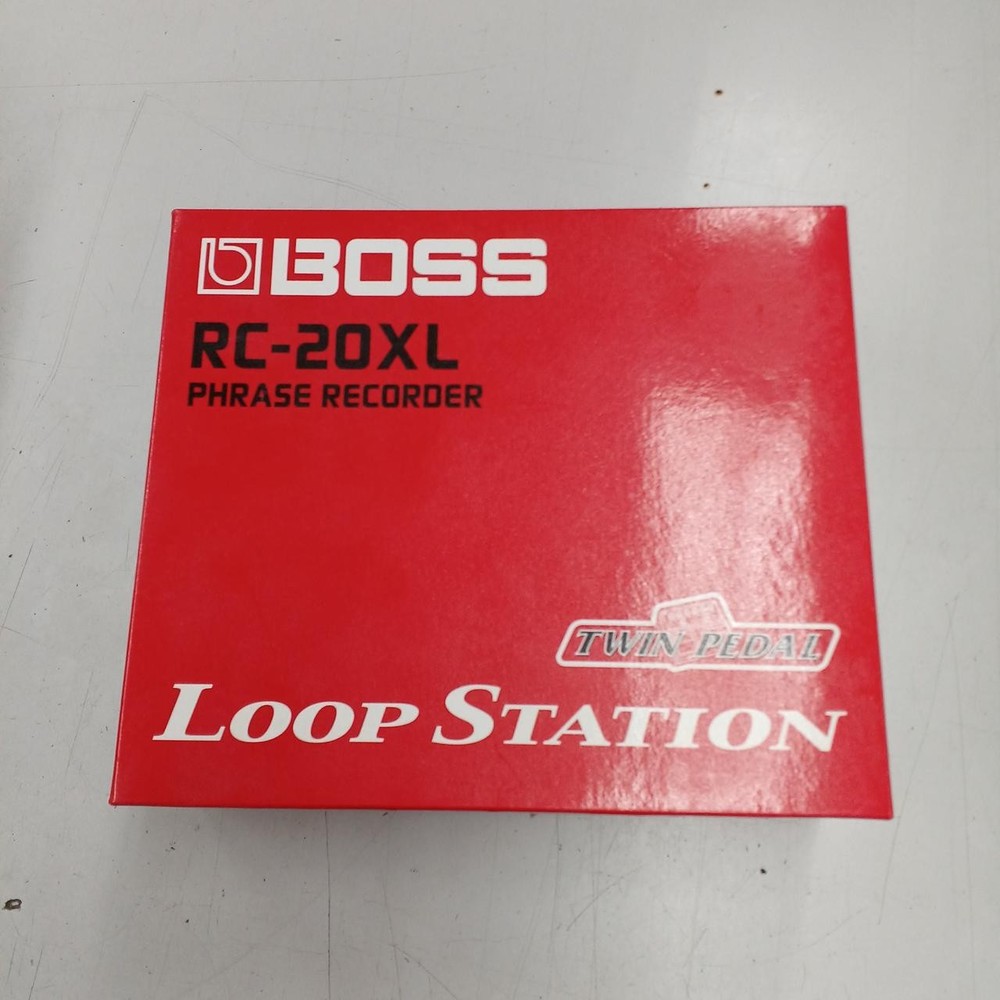 BOSS
RC-20XL
PHRASE RECORDER
TWIN PEDAL
LOOP STATION